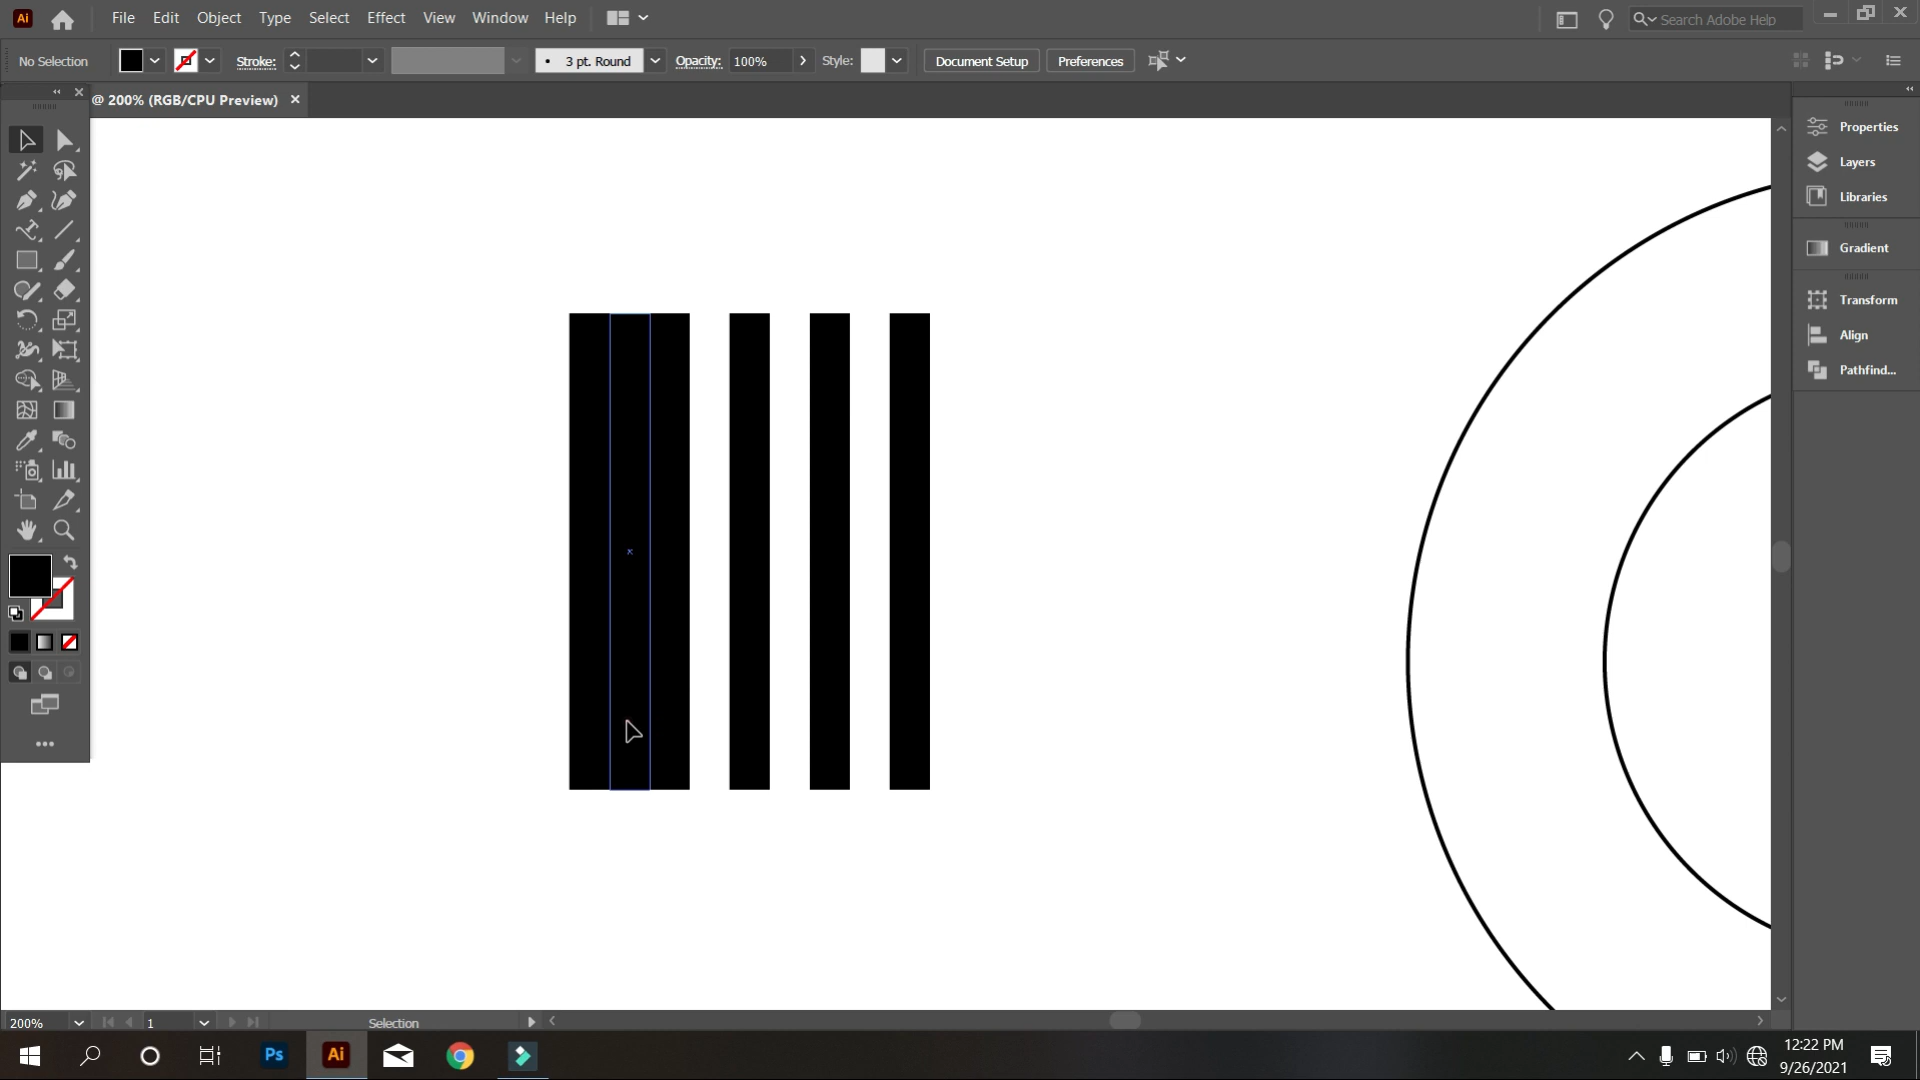 Ai
File Edit Object Type Select Effect View Window Help
Search Adobe Help
No Selection
Stroke:
3 pt. Round
Opacity: 100%
Style:
Document Setup
Preferences
@ 200% (RGB/CPU Preview)
Properties
Layers
Libraries
Gradient
Transform
Align
Pathfind...
200%
1
Selection
Ps
Ai
12:22 PM
9/26/2021